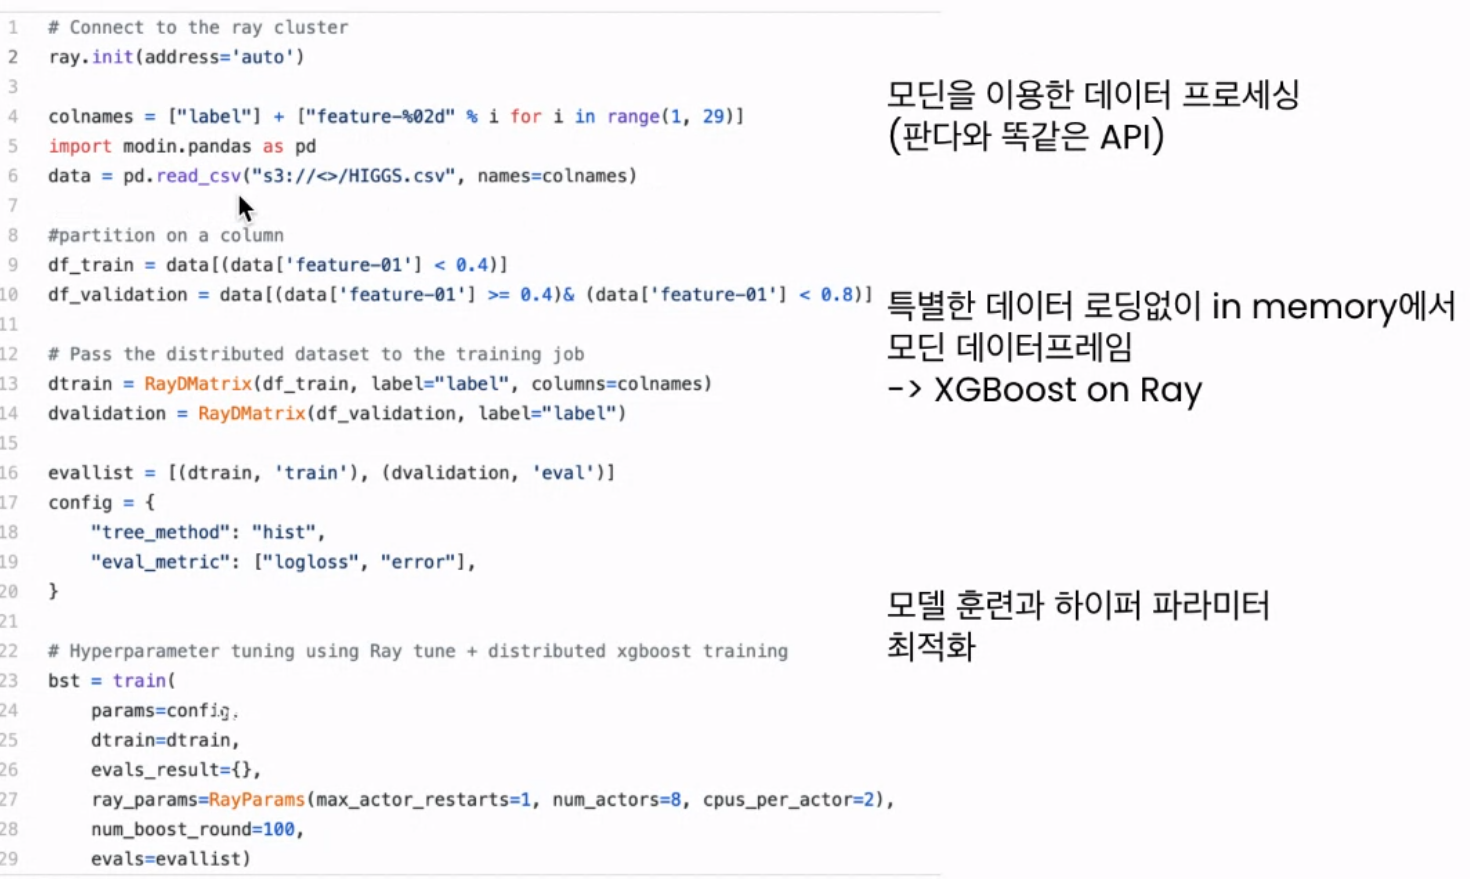 1 # Connect to the ray cluster
2 ray.init(address='auto')
3
4 colnames = ["label"] + ["feature-%02d" % i for i in range(1, 29)]
5 import modin.pandas as pd
6 data = pd.read_csv("s3://<>/HIGGS.csv", names=colnames)
7
8 #partition on a column
9 df_train = data[(data['feature-01'] < 0.4)]
10 df_validation = data[(data['feature-01'] >= 0.4)& (data['feature-01'] < 0.8)]
11
12 # Pass the distributed dataset to the training job
13 dtrain = RayDMatrix(df_train, label="label", columns=colnames)
14 dvalidation = RayDMatrix(df_validation, label="label")
15
16 evallist = [(dtrain, 'train'), (dvalidation, 'eval')]
17 config = {
18     "tree_method": "hist",
19     "eval_metric": ["logloss", "error"],
20 }
21
22 # Hyperparameter tuning using Ray tune + distributed xgboost training
23 bst = train(
24     params=config,
25     dtrain=dtrain,
26     evals_result={},
27     ray_params=RayParams(max_actor_restarts=1, num_actors=8, cpus_per_actor=2),
28     num_boost_round=100,
29     evals=evallist)
모딘을 이용한 데이터 프로세싱
(판다와 똑같은 API)
특별한 데이터 로딩없이 in memory에서
모딘 데이터프레임
-> XGBoost on Ray
모델 훈련과 하이퍼 파라미터
최적화